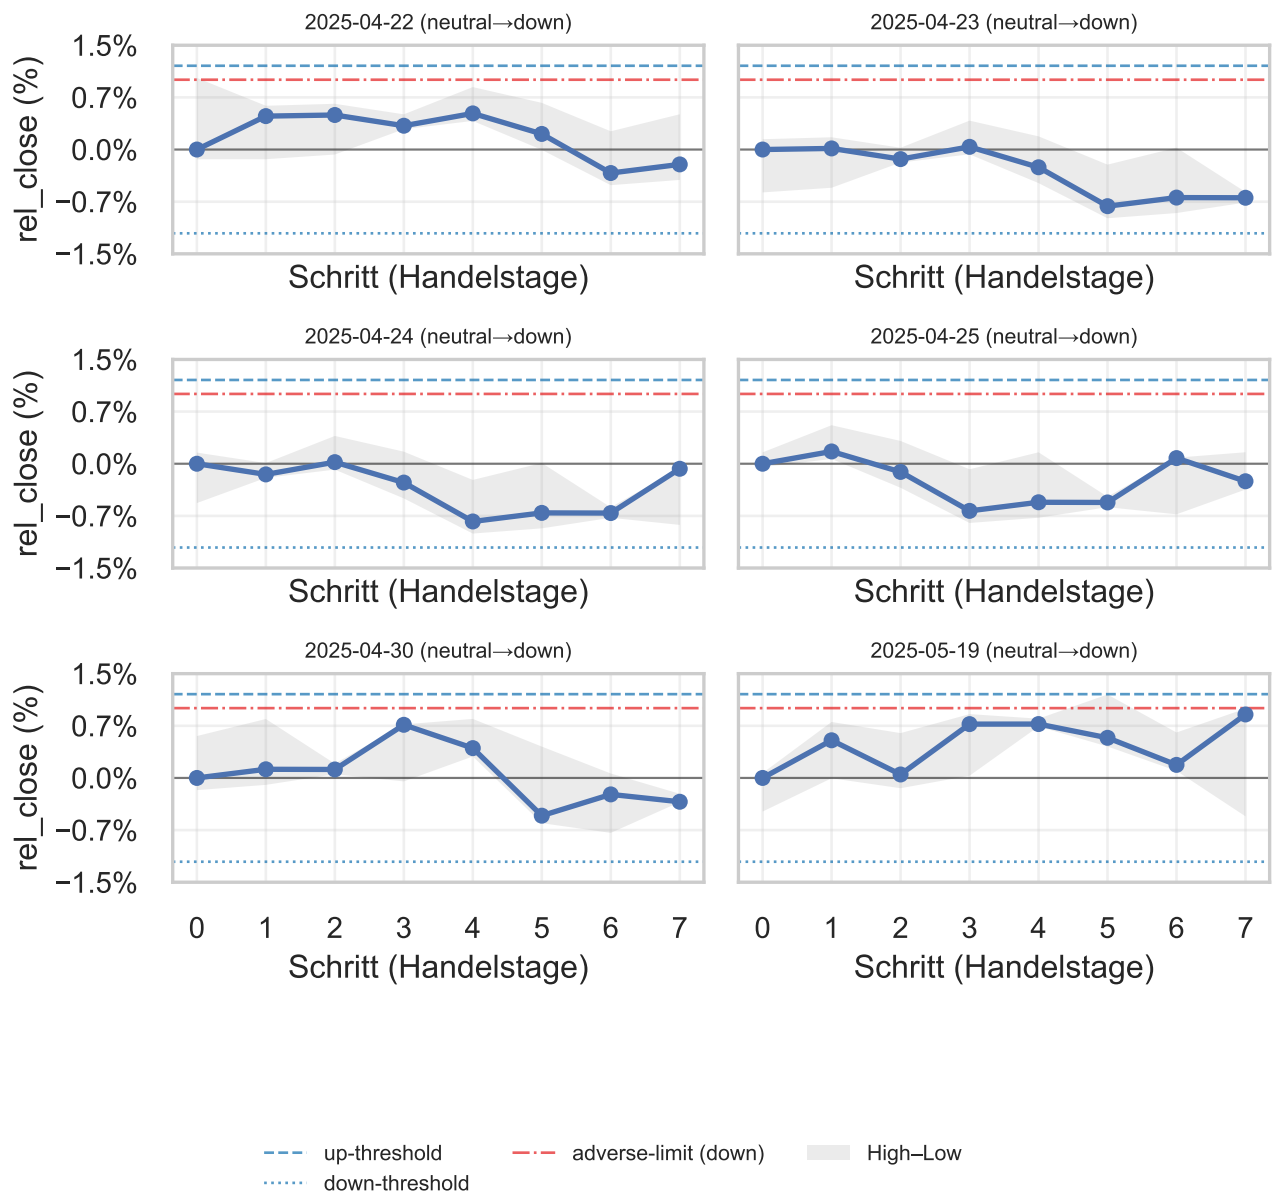 2025-04-22 (neutral→down)
2025-04-23 (neutral→down)
rel_close (%)
1.5%
0.7%
0.0%
−0.7%
−1.5%
Schritt (Handelstage)
Schritt (Handelstage)
2025-04-24 (neutral→down)
2025-04-25 (neutral→down)
rel_close (%)
1.5%
0.7%
0.0%
−0.7%
−1.5%
Schritt (Handelstage)
Schritt (Handelstage)
2025-04-30 (neutral→down)
2025-05-19 (neutral→down)
rel_close (%)
1.5%
0.7%
0.0%
−0.7%
−1.5%
0 1 2 3 4 5 6 7
0 1 2 3 4 5 6 7
Schritt (Handelstage)
Schritt (Handelstage)
up-threshold
down-threshold
adverse-limit (down)
High–Low